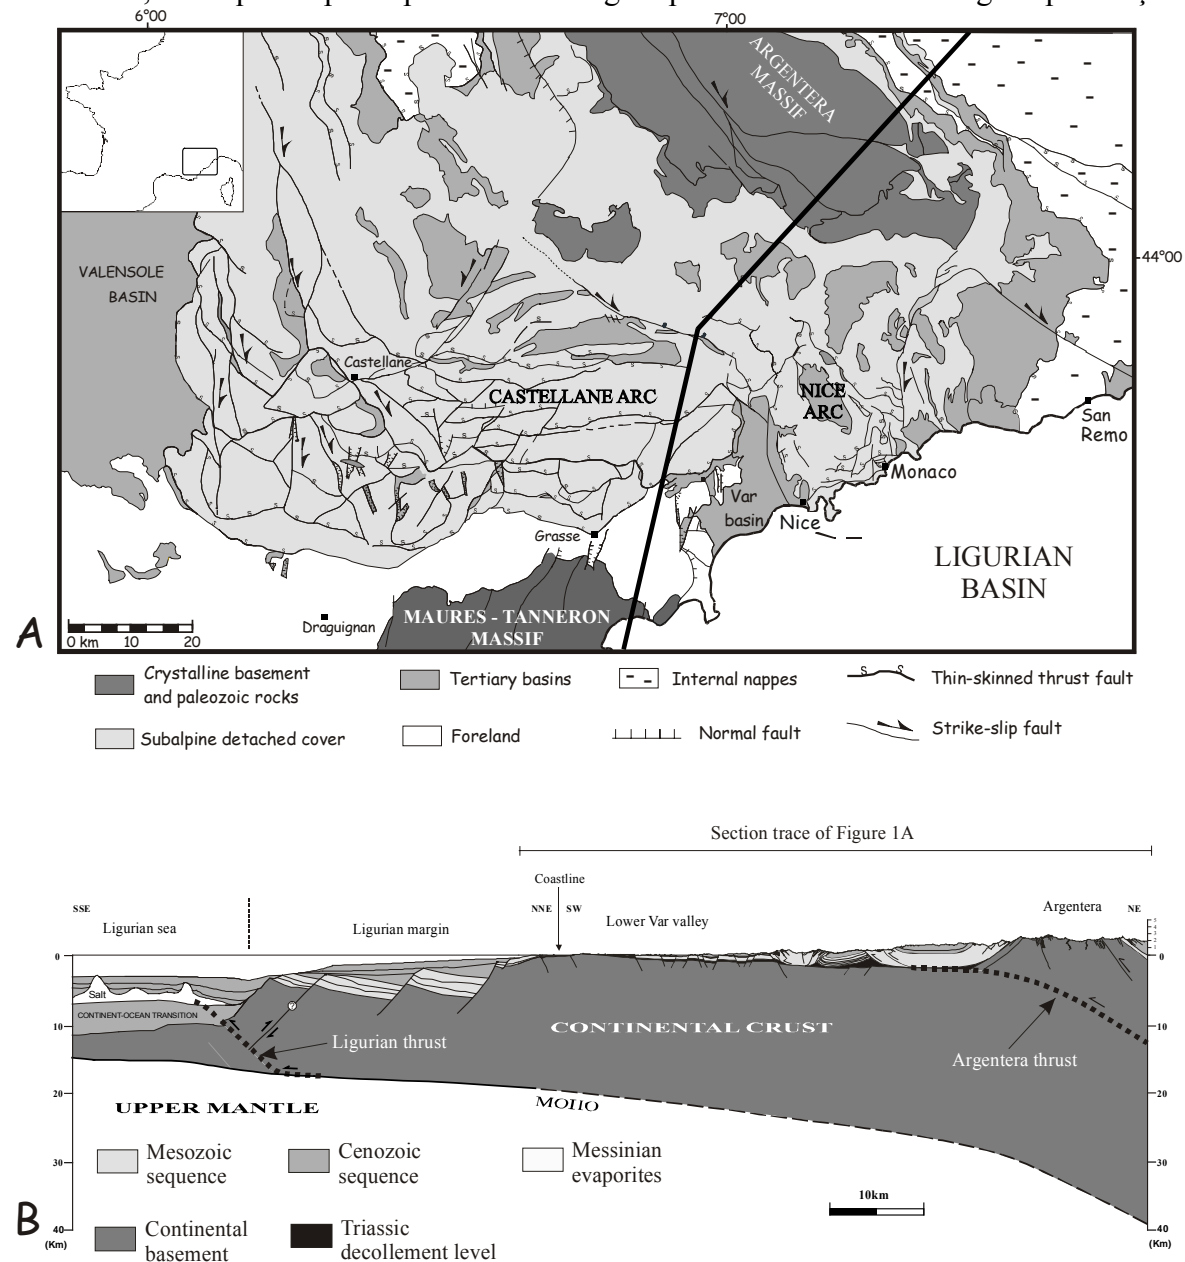 6°00
7°00
ARGENTERA
MASSIF
VALENSOLE
BASIN
44°00
Castellane
CASTELLANE ARC
NICE
ARC
San
Remo
Monaco
Var
basin
Nice
Grasse
LIGURIAN
BASIN
MAURES - TANNERON
MASSIF
Draguignan
A
0 km 10 20
Crystalline basement
and paleozoic rocks
Tertiary basins
Internal nappes
Thin-skinned thrust fault
Subalpine detached cover
Foreland
Normal fault
Strike-slip fault
Section trace of Figure 1A
Coastline
SSE
NNE SW
Argentera NE
Ligurian sea
Ligurian margin
Lower Var valley
0
0
Salt
CONTINENT-OCEAN TRANSITION
?
10
CONTINENTAL CRUST
10
Ligurian thrust
Argentera thrust
20
20
UPPER MANTLE
MOHO
Mesozoic
sequence
Cenozoic
sequence
Messinian
evaporites
30
30
10km
B
Continental
basement
Triassic
decollement level
40
(Km)
40
(Km)